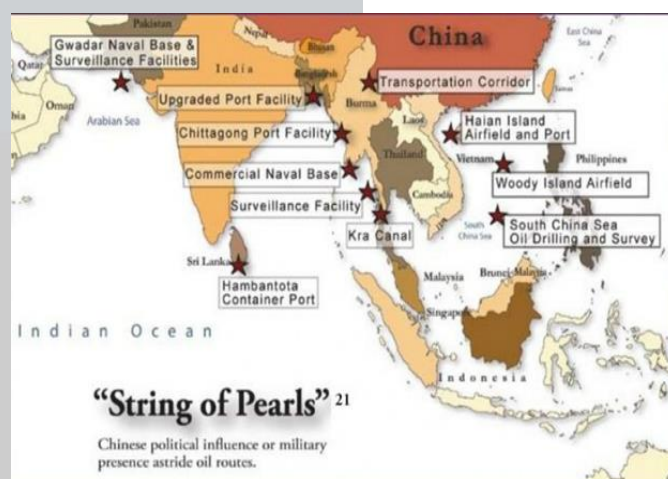 Pakistan
Nepal
Bhutan
China
East China
Sea
Gwadar Naval Base &
Surveillance Facilities
Qatar
India
Bangladesh
Transportation Corridor
Upgraded Port Facility
Burma
Oman
Arabian Sea
Laos
Haian Island
Airfield and Port
Chittagong Port Facility
Thailand
Vietnam
Philippines
Commercial Naval Base
Woody Island Airfield
Cambodia
Surveillance Facility
South
China Sea
South China Sea
Oil Drilling and Survey
Kra Canal
Sri Lanka
Hambantota
Container Port
Malaysia
Brunei
Malaysia
Singapore
Indian Ocean
Indonesia
“String of Pearls” 21
Chinese political influence or military
presence astride oil routes.